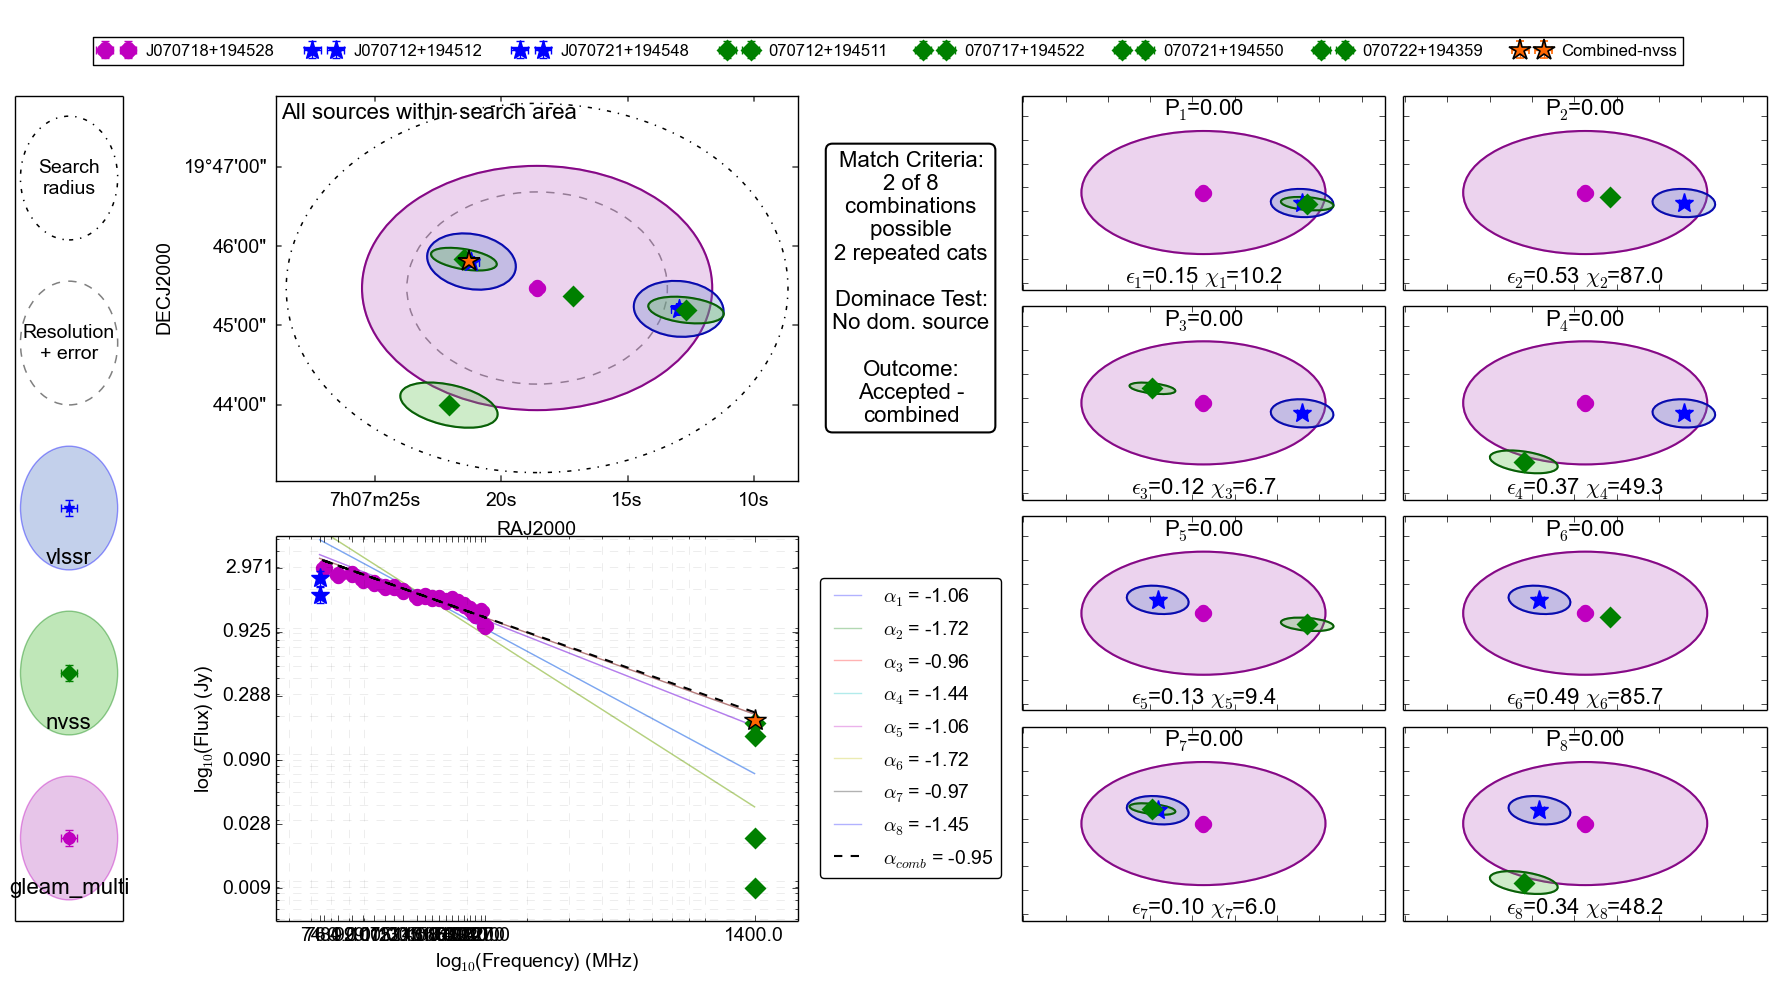 J070718+194528 J070712+194512 J070721+194548 070712+194511 070717+194522 070721+194550 070722+194359 Combined-nvss
Search
radius
Resolution
+ error
vlssr
nvss
gleam_multi
All sources within search area
19°47'00"
46'00"
45'00"
44'00"
DECJ2000
7h07m25s 20s 15s 10s
RAJ2000
Match Criteria:
2 of 8
combinations
possible
2 repeated cats
Dominace Test:
No dom. source
Outcome:
Accepted -
combined
2.971
0.925
0.288
0.090
0.028
0.009
log10(Flux) (Jy)
1400.0
log10(Frequency) (MHz)
α1 = -1.06
α2 = -1.72
α3 = -0.96
α4 = -1.44
α5 = -1.06
α6 = -1.72
α7 = -0.97
α8 = -1.45
αcomb = -0.95
P1=0.00
ϵ1=0.15 χ1=10.2
P2=0.00
ϵ2=0.53 χ2=87.0
P3=0.00
ϵ3=0.12 χ3=6.7
P4=0.00
ϵ4=0.37 χ4=49.3
P5=0.00
ϵ5=0.13 χ5=9.4
P6=0.00
ϵ6=0.49 χ6=85.7
P7=0.00
ϵ7=0.10 χ7=6.0
P8=0.00
ϵ8=0.34 χ8=48.2